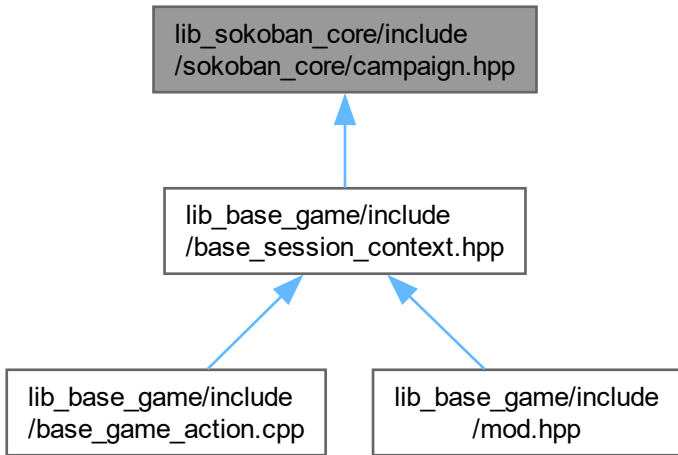 lib_sokoban_core/include
/sokoban_core/campaign.hpp
lib_base_game/include
/base_session_context.hpp
lib_base_game/include
/base_game_action.cpp
lib_base_game/include
/mod.hpp